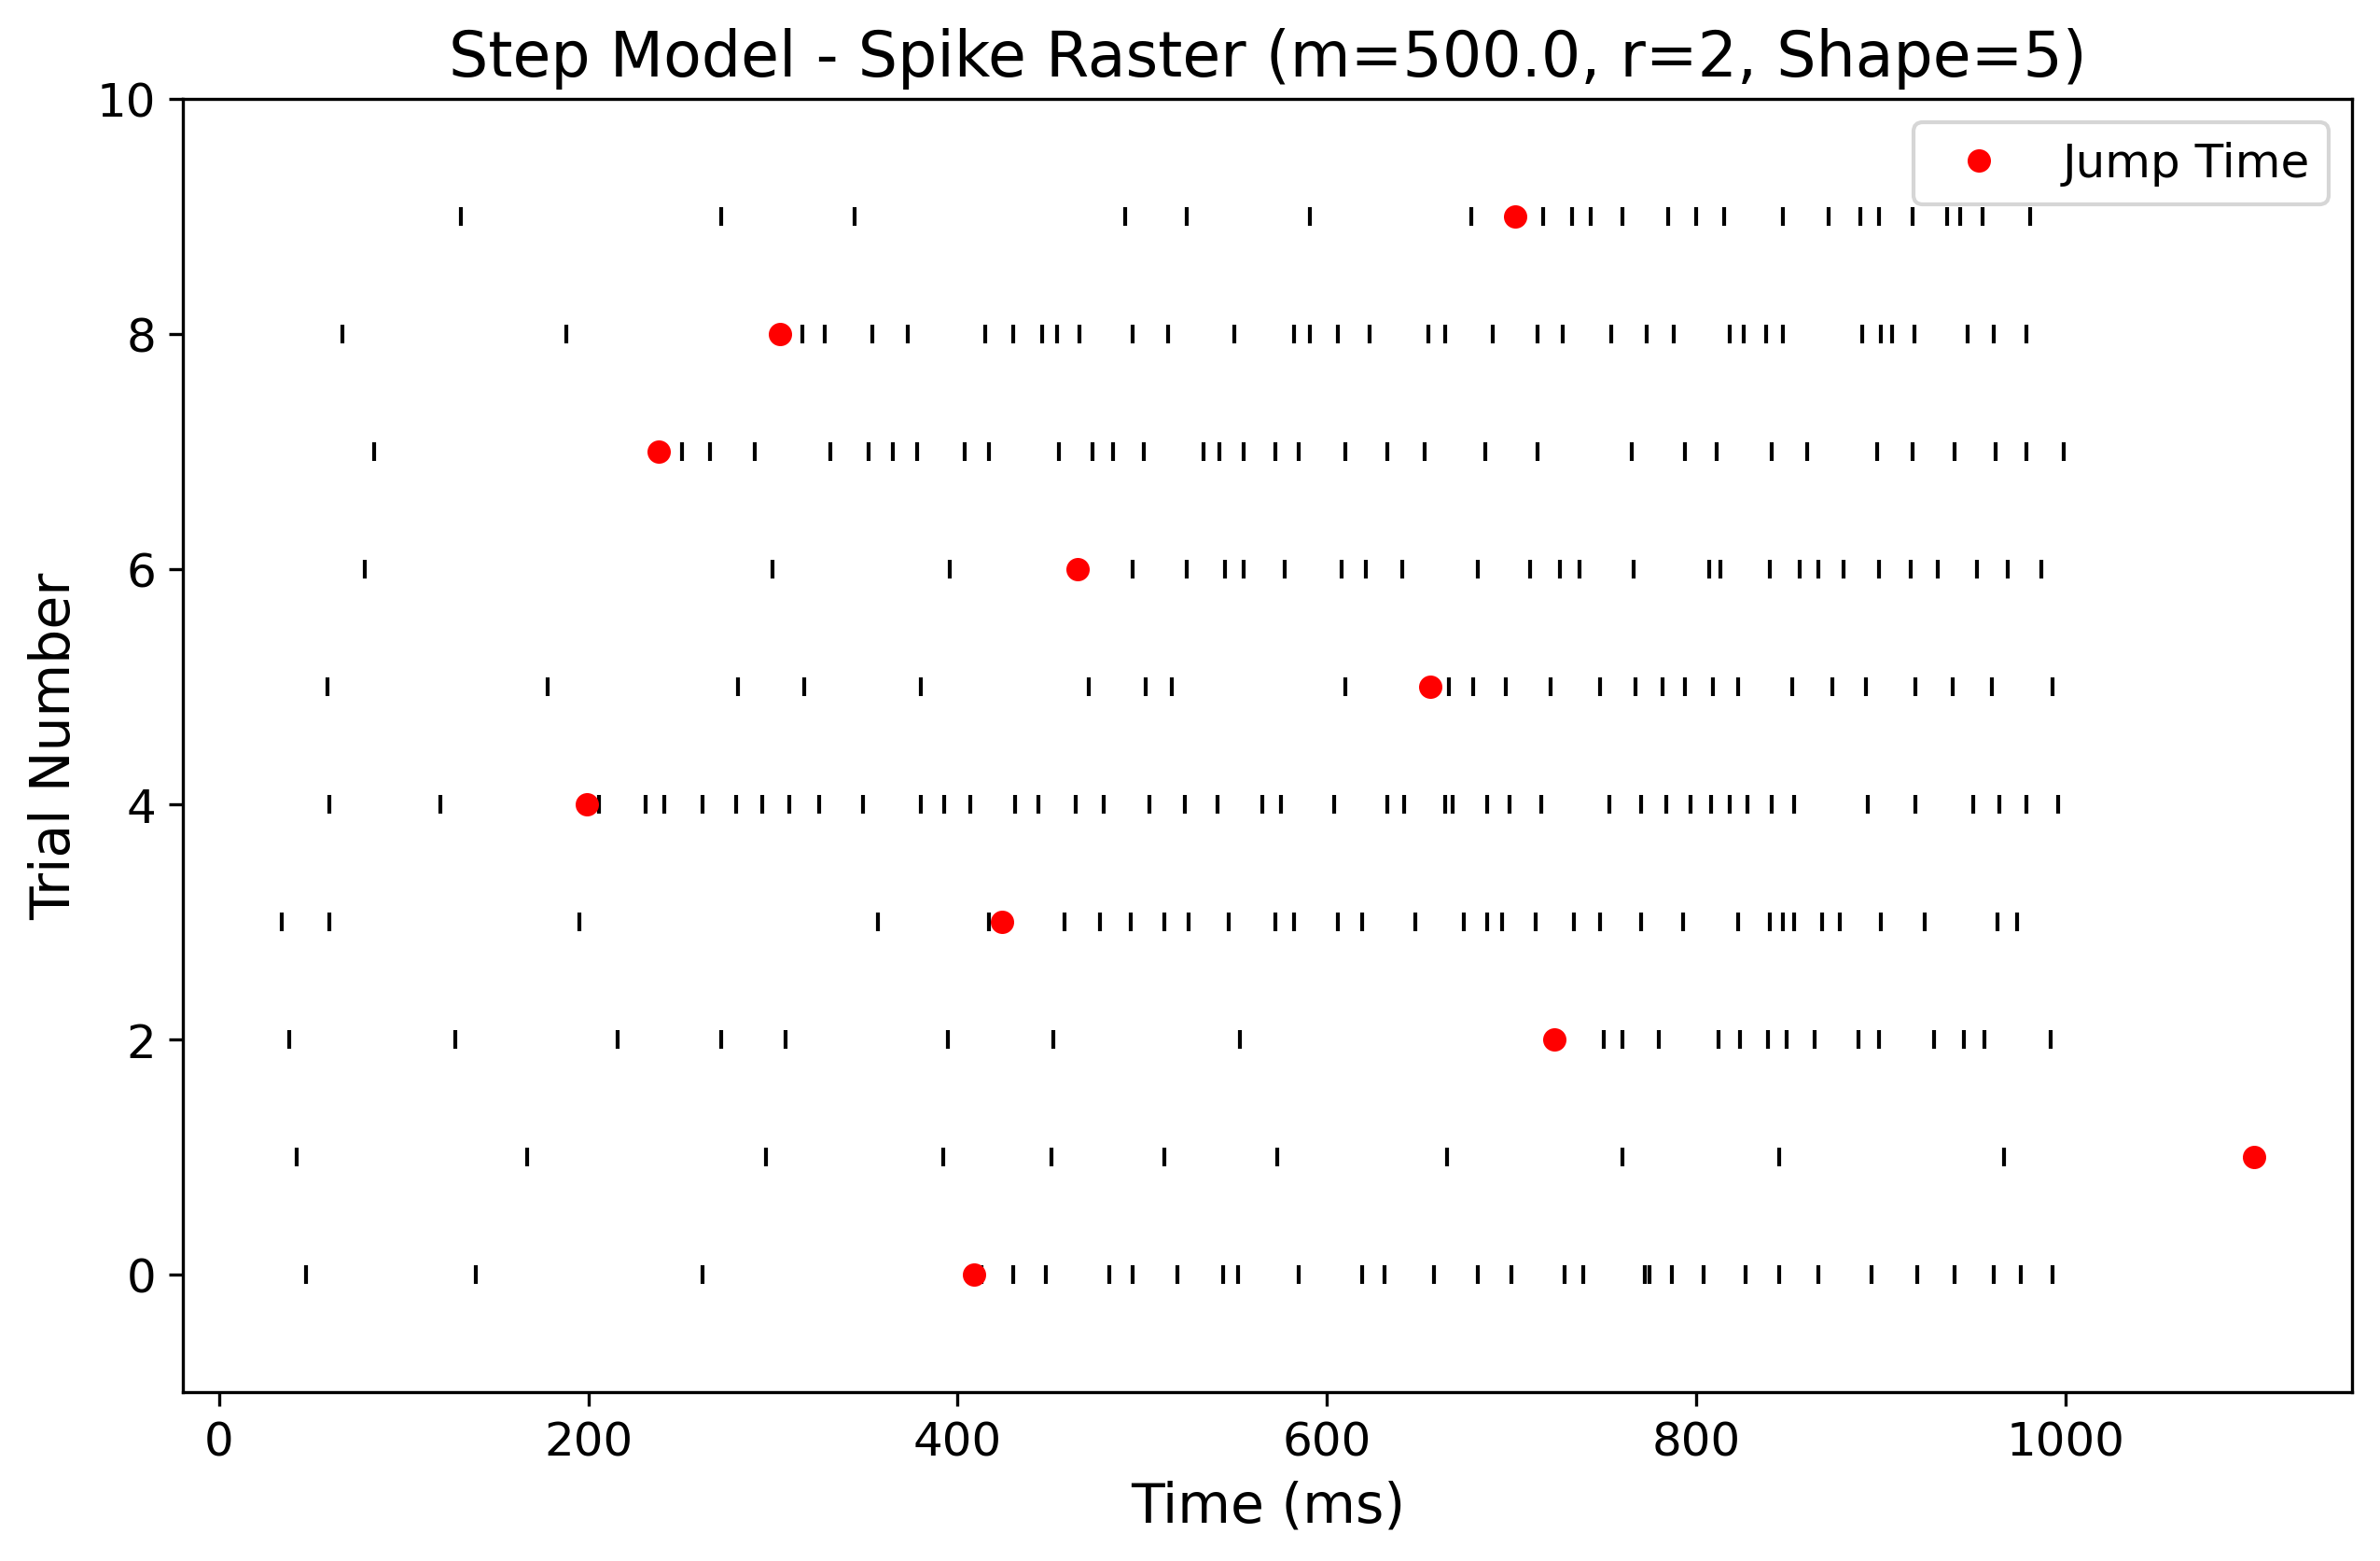 Step Model - Spike Raster (m=500.0, r=2, Shape=5)
Jump Time
10
8
6
4
2
0
Trial Number
0 200 400 600 800 1000
Time (ms)